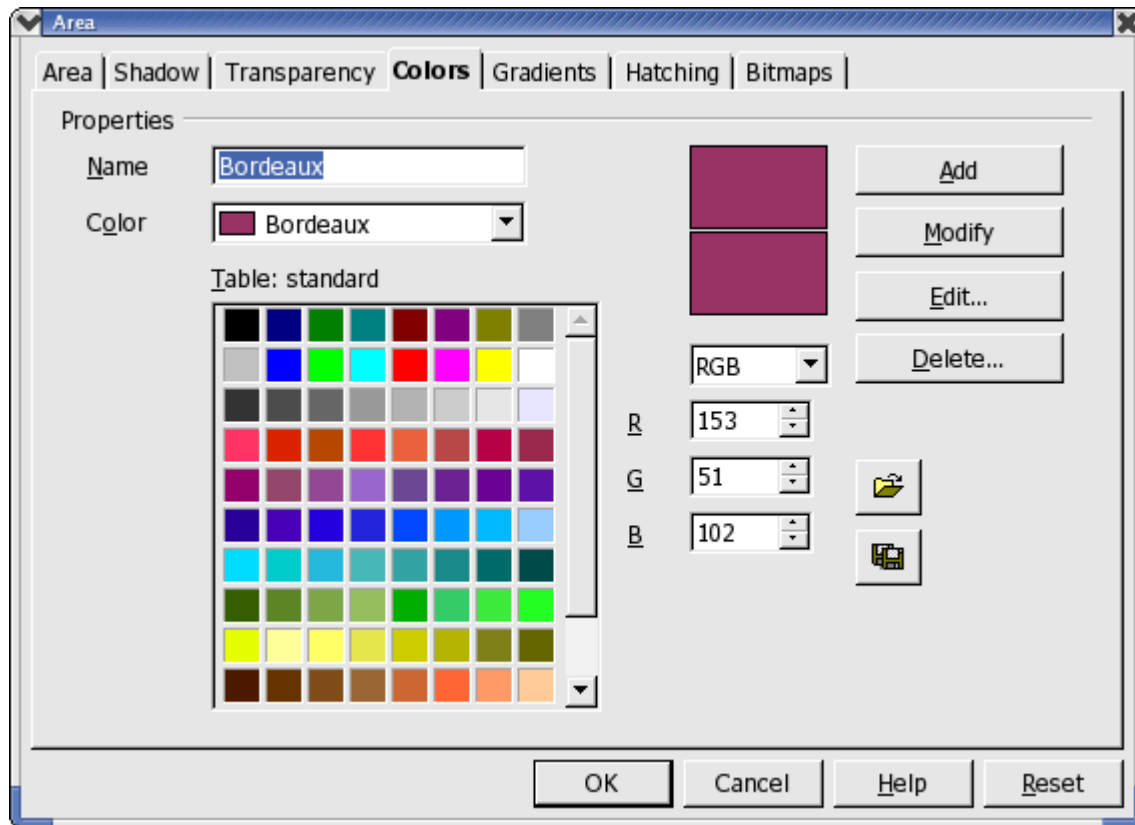 Area
Area Shadow Transparency Colors Gradients Hatching Bitmaps
Properties
Name Bordeaux Add
Color Bordeaux Modify
Table: standard Edit...
RGB Delete...
R 153
G 51
B 102
OK Cancel Help Reset